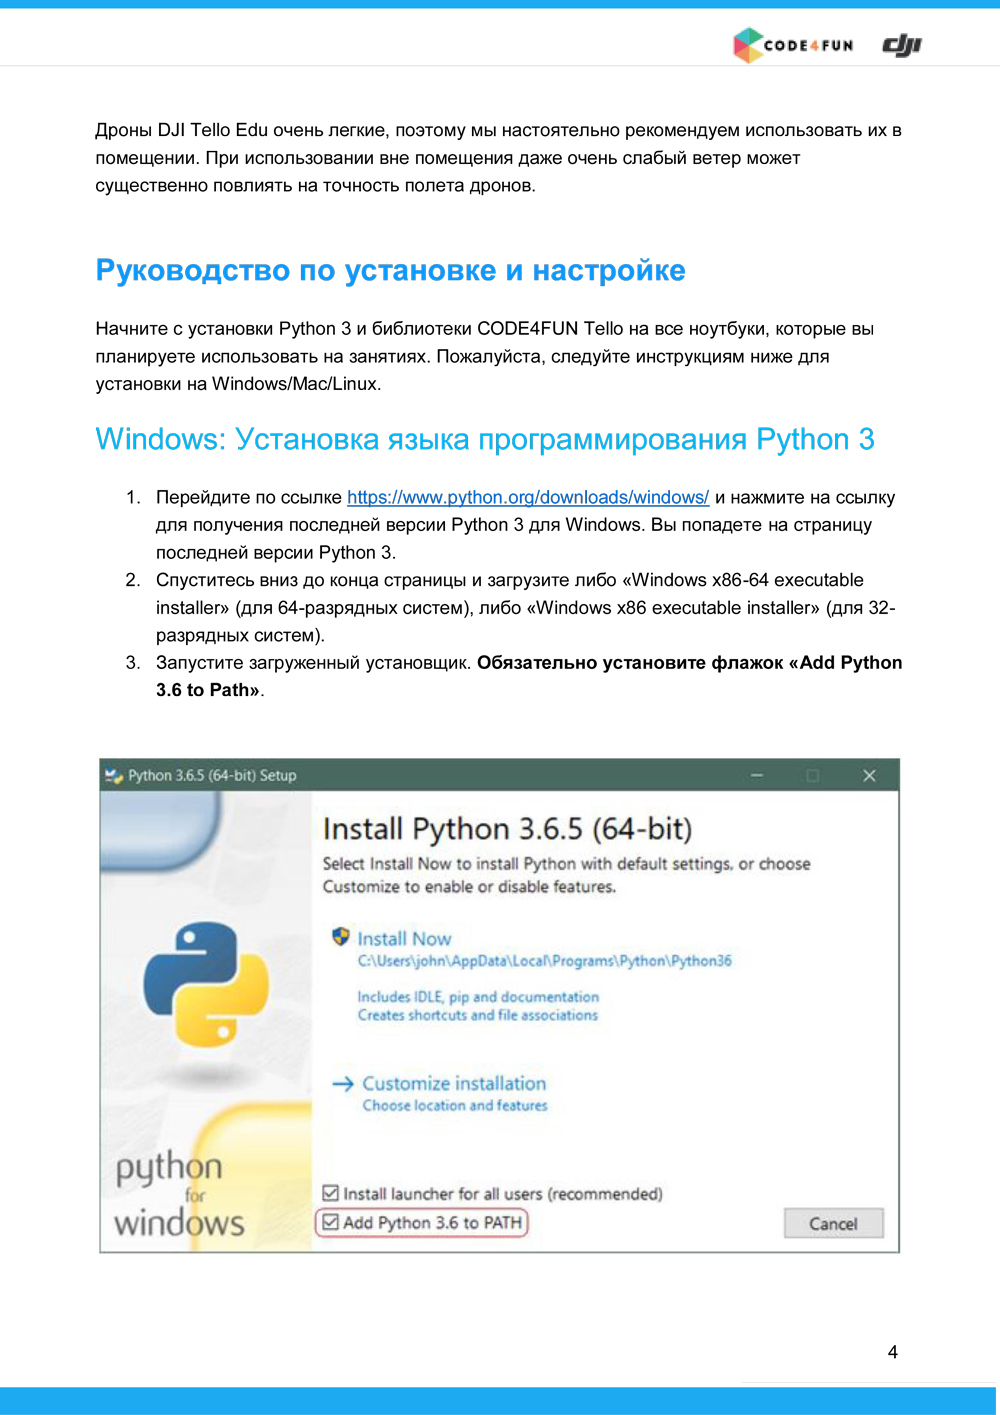 CODE4FUN dji
Дроны DJI Tello Edu очень легкие, поэтому мы настоятельно рекомендуем использовать их в
помещении. При использовании вне помещения даже очень слабый ветер может
существенно повлиять на точность полета дронов.
Руководство по установке и настройке
Начните с установки Python 3 и библиотеки CODE4FUN Tello на все ноутбуки, которые вы
планируете использовать на занятиях. Пожалуйста, следуйте инструкциям ниже для
установки на Windows/Mac/Linux.
Windows: Установка языка программирования Python 3
1. Перейдите по ссылке https://www.python.org/downloads/windows/ и нажмите на ссылку
для получения последней версии Python 3 для Windows. Вы попадете на страницу
последней версии Python 3.
2. Спуститесь вниз до конца страницы и загрузите либо «Windows x86-64 executable
installer» (для 64-разрядных систем), либо «Windows x86 executable installer» (для 32-
разрядных систем).
3. Запустите загруженный установщик. Обязательно установите флажок «Add Python
3.6 to Path».
Python 3.6.5 (64-bit) Setup
Install Python 3.6.5 (64-bit)
Select Install Now to install Python with default settings, or choose
Customize to enable or disable features.
Install Now
C:\Users\john\AppData\Local\Programs\Python\Python36
Includes IDLE, pip and documentation
Creates shortcuts and file associations
Customize installation
Choose location and features
python
for
windows
Install launcher for all users (recommended)
Add Python 3.6 to PATH
Cancel
4